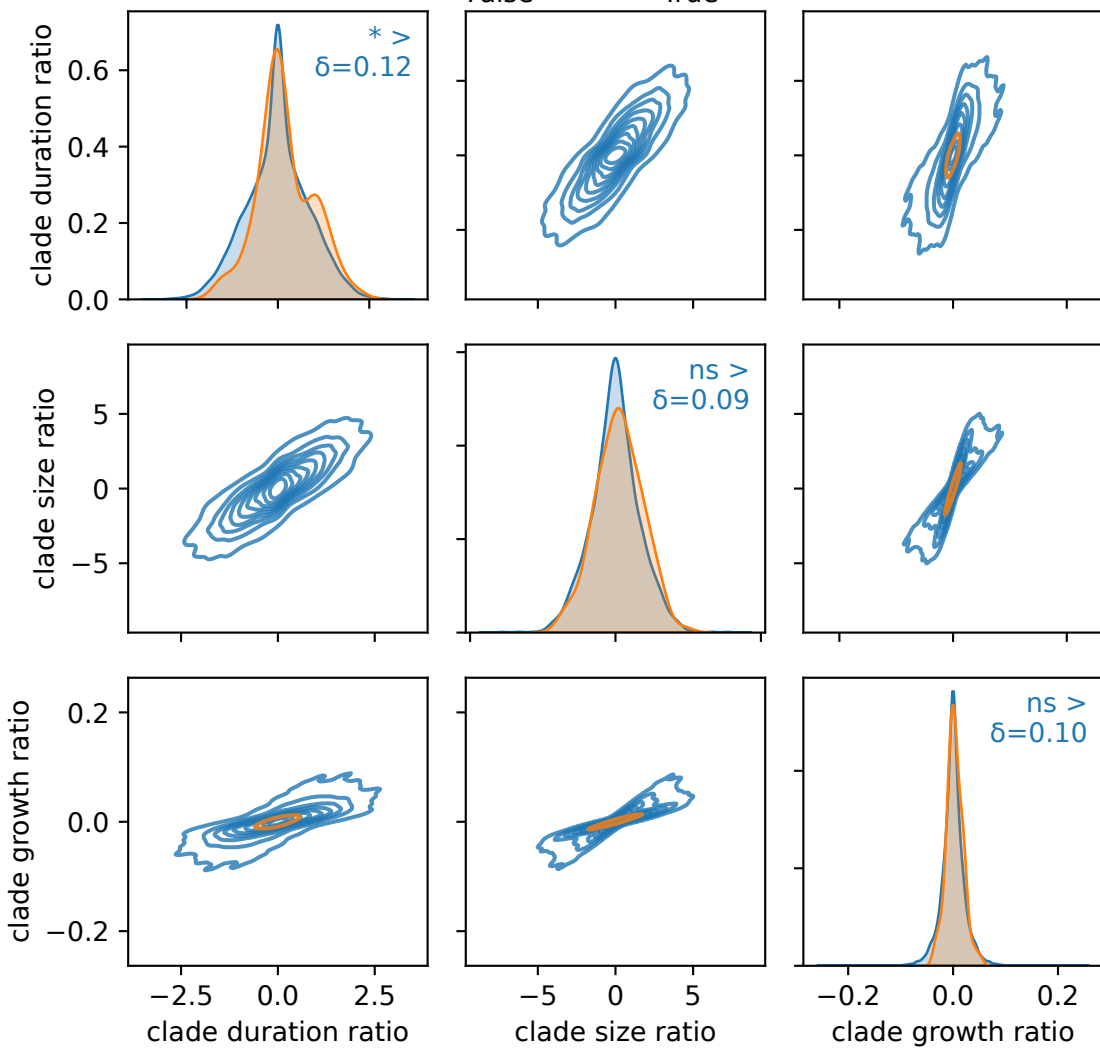 clade duration ratio
0.6
0.4
0.2
0.0
* >
δ=0.12
clade size ratio
5
0
−5
ns >
δ=0.09
clade growth ratio
0.2
0.0
−0.2
ns >
δ=0.10
−2.5 0.0 2.5
−5 0 5
−0.2 0.0 0.2
clade duration ratio
clade size ratio
clade growth ratio